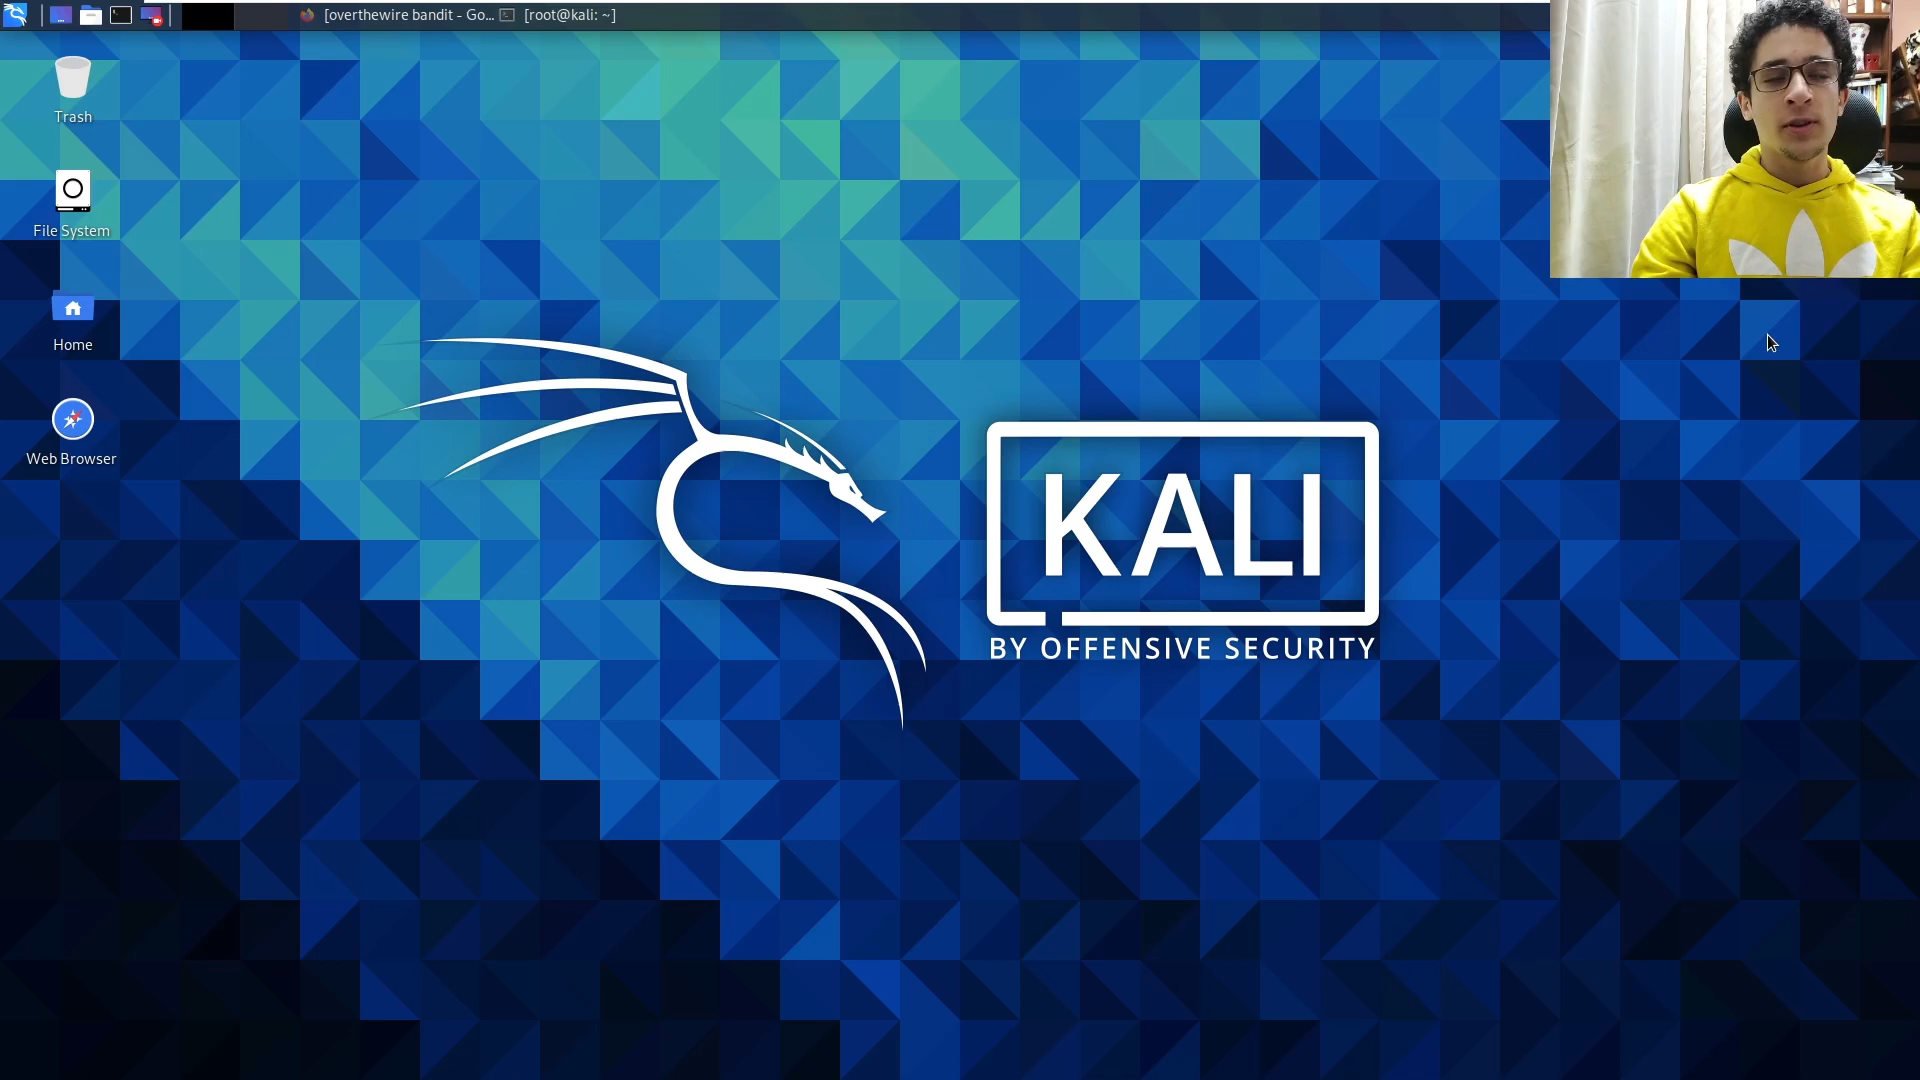 [overthewire bandit - Go...
[root@kali: ~]
Trash
File System
Home
Web Browser
KALI
BY OFFENSIVE SECURITY